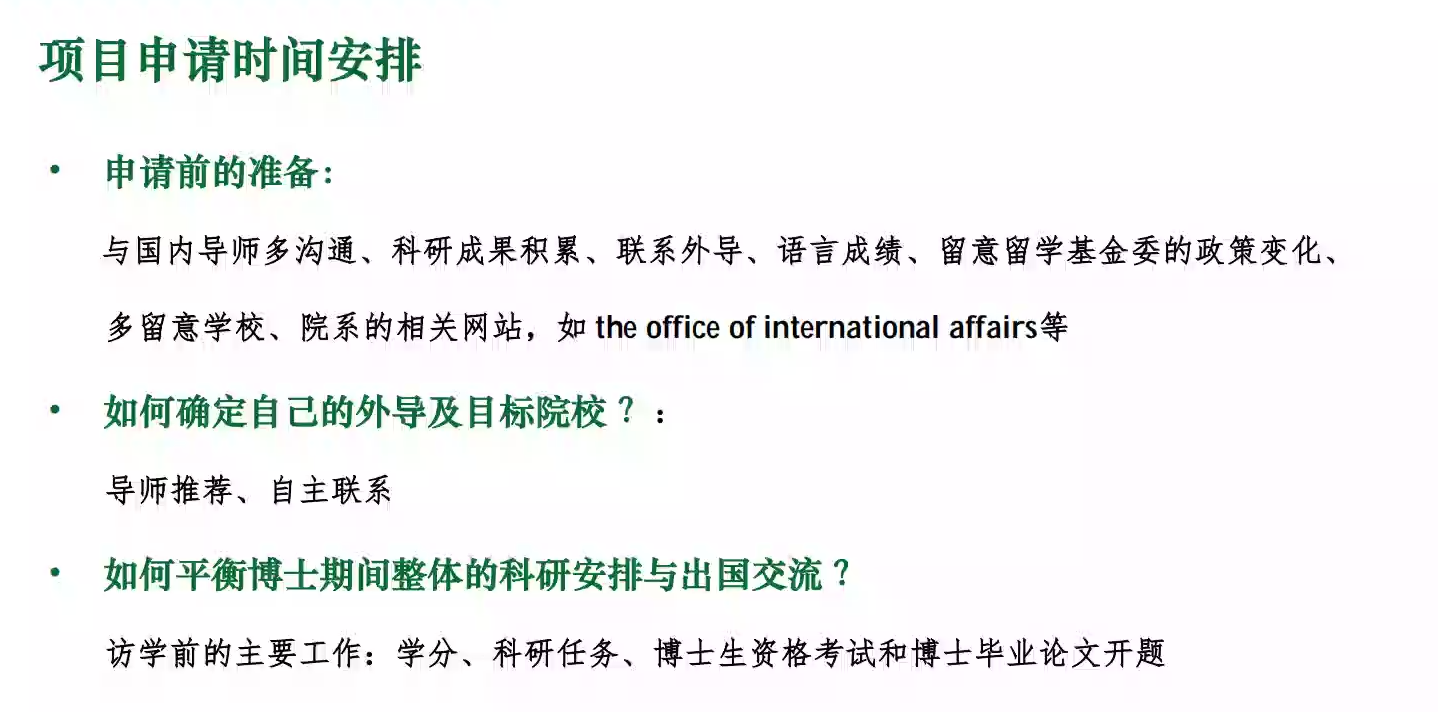 项目申请时间安排
• 申请前的准备：
与国内导师多沟通、科研成果积累、联系外导、语言成绩、留意留学基金委的政策变化、
多留意学校、院系的相关网站，如 the office of international affairs等
• 如何确定自己的外导及目标院校？：
导师推荐、自主联系
• 如何平衡博士期间整体的科研安排与出国交流？
访学前的主要工作：学分、科研任务、博士生资格考试和博士毕业论文开题